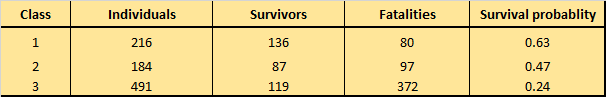 Class Individuals Survivors Fatalities Survival probablity
1 216 136 80 0.63
2 184 87 97 0.47
3 491 119 372 0.24